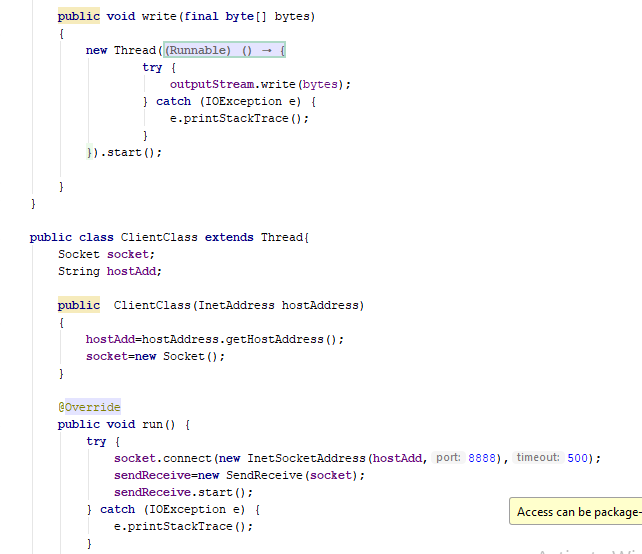 public void write(final byte[] bytes)
{
new Thread((Runnable) () → {
try {
outputStream.write(bytes);
} catch (IOException e) {
e.printStackTrace();
}
}).start();
}
}
public class ClientClass extends Thread{
Socket socket;
String hostAdd;
public  ClientClass(InetAddress hostAddress)
{
hostAdd=hostAddress.getHostAddress();
socket=new Socket();
}
@Override
public void run() {
try {
socket.connect(new InetSocketAddress(hostAdd, port: 8888), timeout: 500);
sendReceive=new SendReceive(socket);
sendReceive.start();
} catch (IOException e) {
Access can be package-
e.printStackTrace();
}